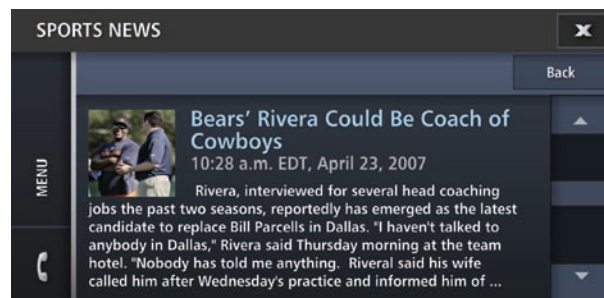 SPORTS NEWS
Back
MENU
Bears' Rivera Could Be Coach of
Cowboys
10:28 a.m. EDT, April 23, 2007
Rivera, interviewed for several head coaching
jobs the past two seasons, reportedly has emerged as the latest
candidate to replace Bill Parcells in Dallas. "I haven't talked to
anybody in Dallas," Rivera said Thursday morning at the team
hotel. "Nobody has told me anything. Riveral said his wife
called him after Wednesday's practice and informed him of ...